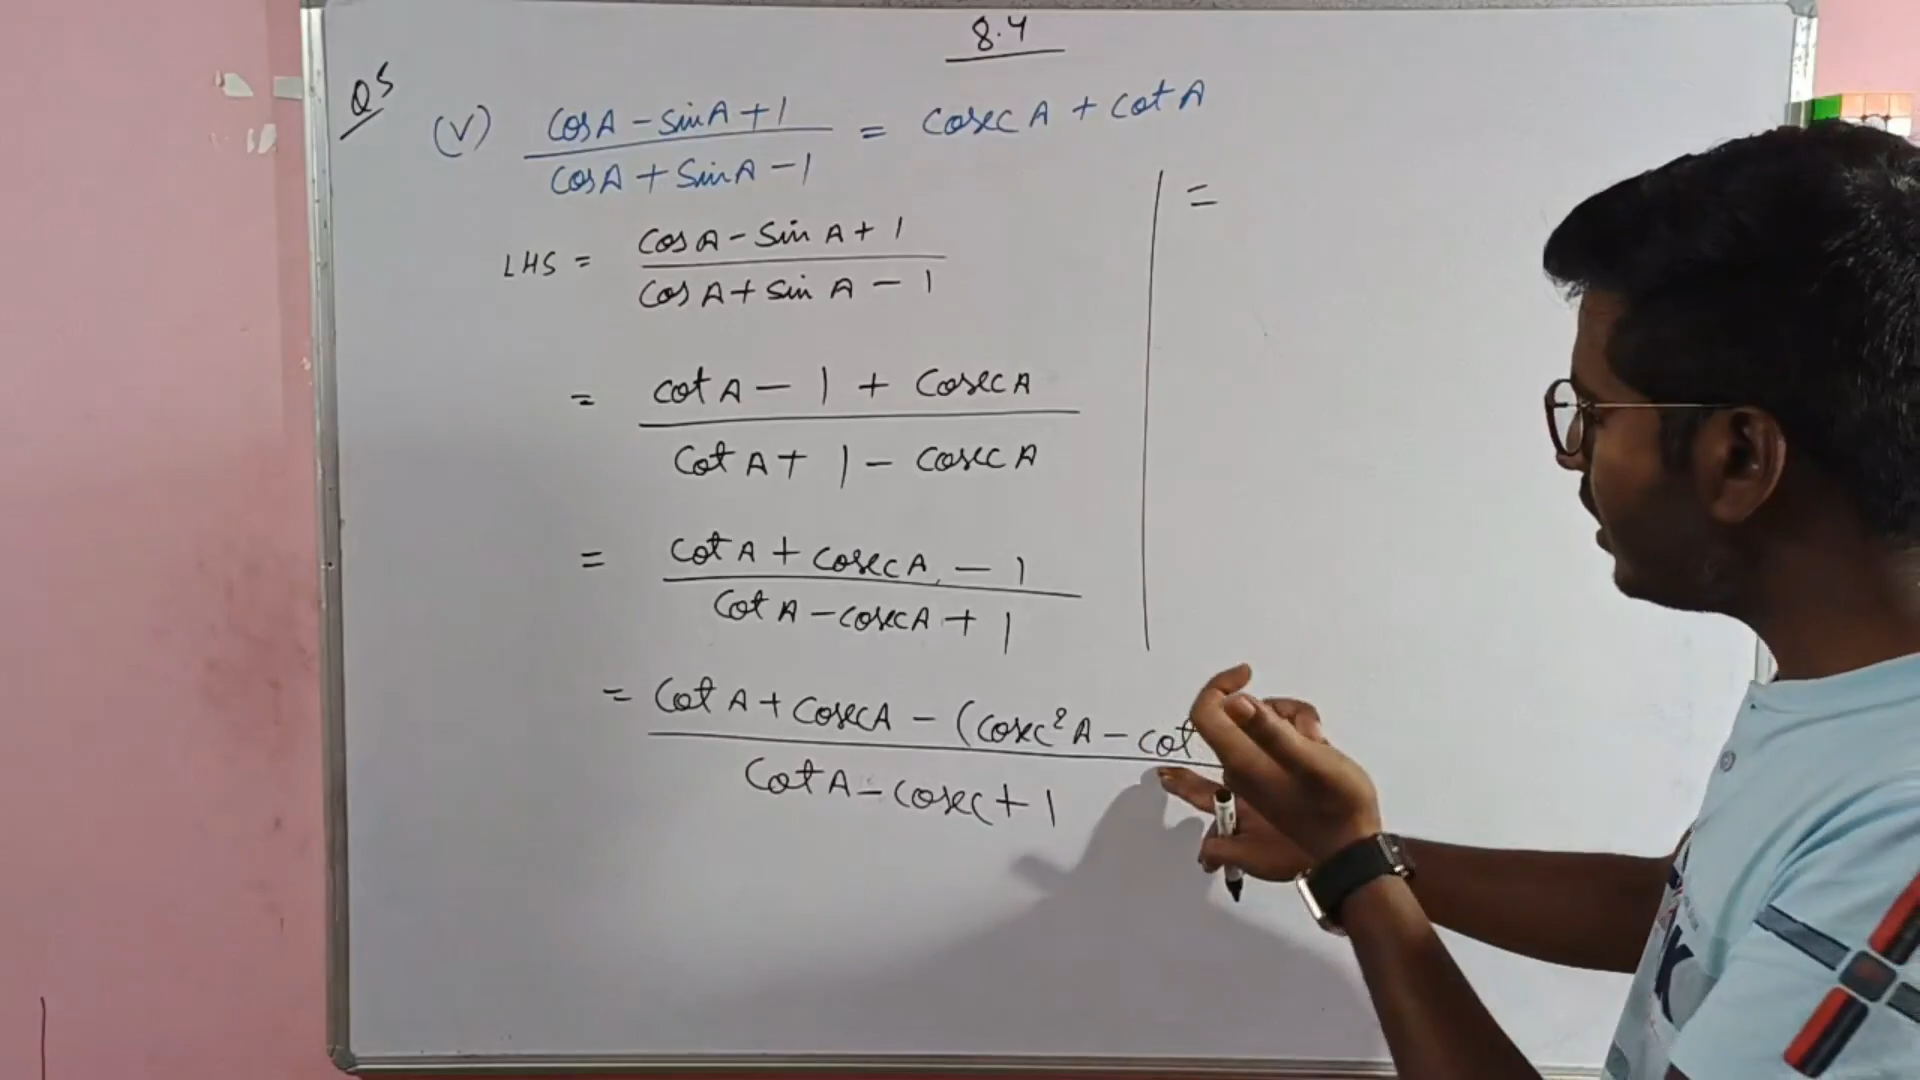 8.4
Q5
(V) cosA - sinA + 1 / cosA + sinA - 1 = cosec A + cot A
LHS = cos A - sin A + 1 / cos A + sin A - 1
= cot A - 1 + cosec A / cot A + 1 - cosec A
= cot A + cosec A - 1 / cot A - cosec A + 1
= cot A + cosec A - (cosec² A - cot / cot A - cosec + 1
=